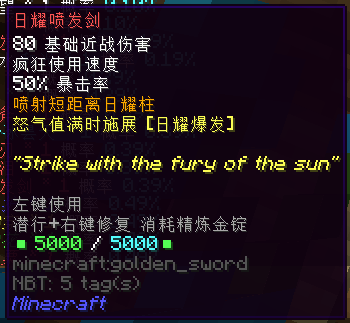 日耀喷发剑
80 基础近战伤害
疯狂使用速度
50% 暴击率
喷射短距离日耀柱
怒气值满时施展【日耀爆发】
"Strike with the fury of the sun"
左键使用
潜行+右键修复 消耗精炼金锭
▪ 5000 / 5000 ▪
minecraft:golden_sword
NBT: 5 tag(s)
Minecraft